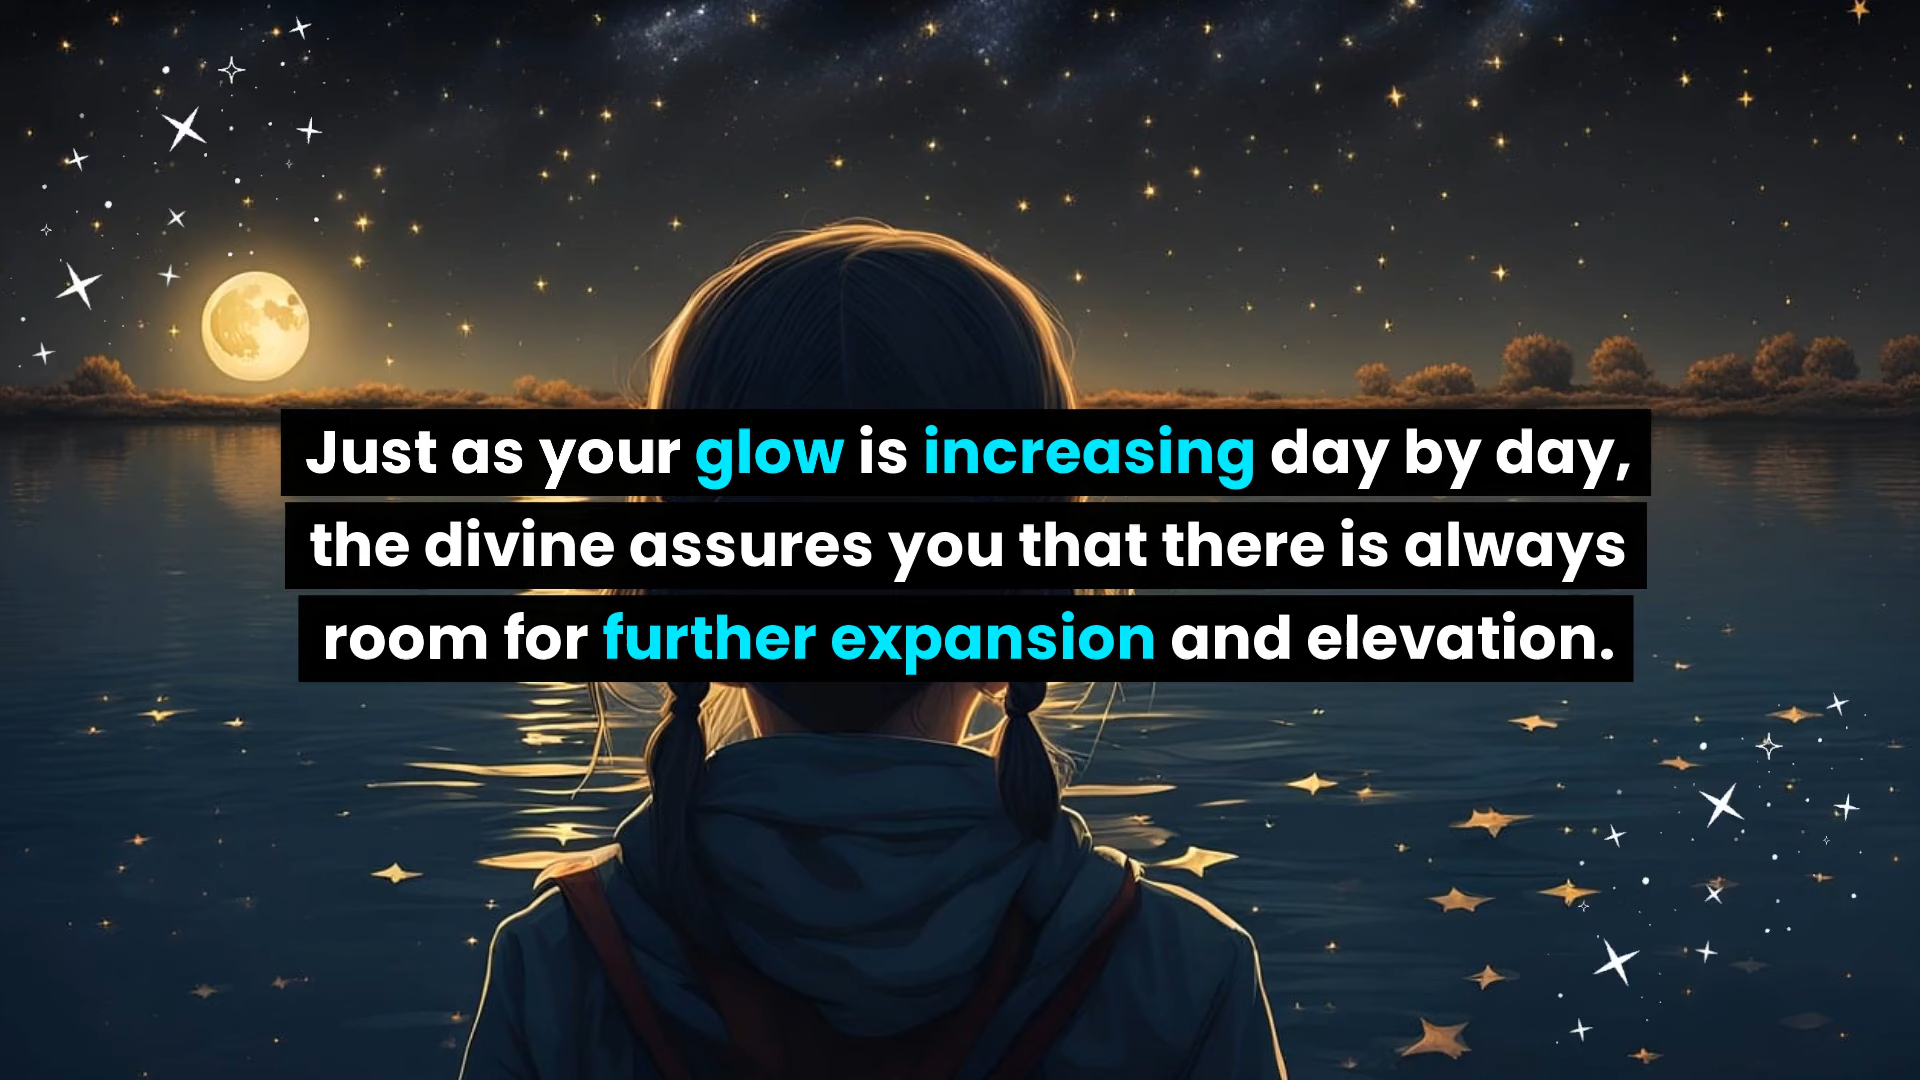 Just as your glow is increasing day by day,
the divine assures you that there is always
room for further expansion and elevation.